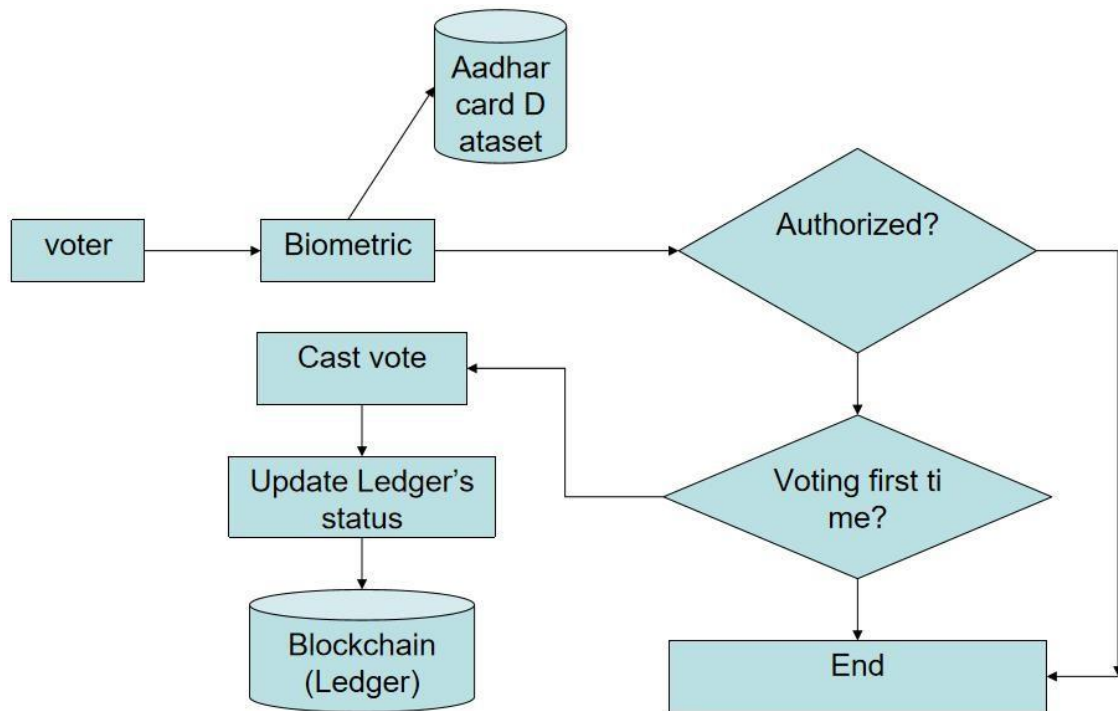 Aadhar
card D
ataset
voter
Biometric
Authorized?
Cast vote
Update Ledger’s
status
Voting first ti
me?
Blockchain
(Ledger)
End